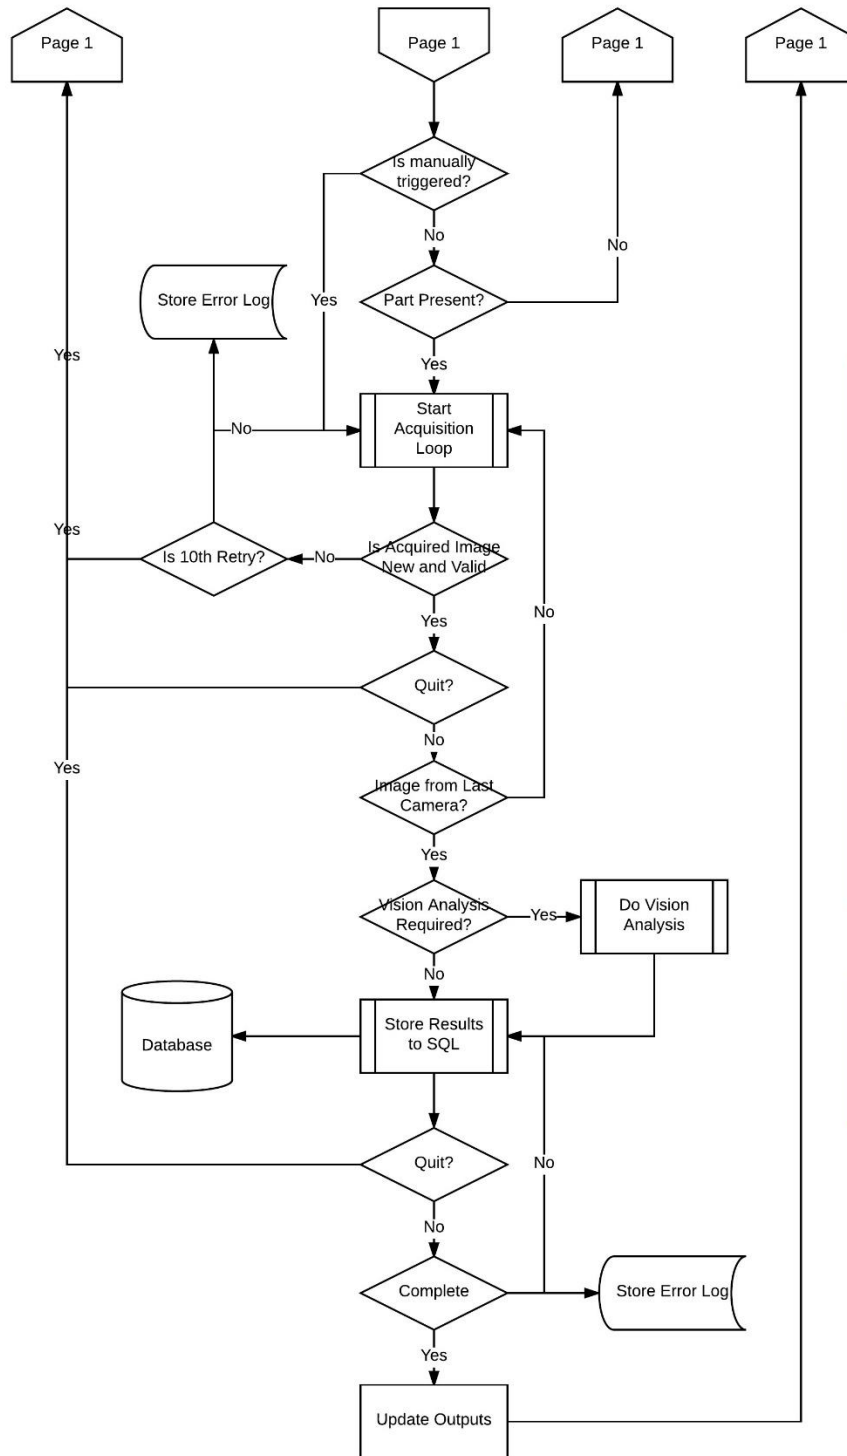 Page 1
Page 1
Page 1
Page 1
Is manually
triggered?
No
No
Store Error Log
Yes
Part Present?
Yes
Yes
Start
Acquisition
Loop
No
Yes
Is 10th Retry?
No
Is Acquired Image
New and Valid
No
Yes
Quit?
No
Yes
Image from Last
Camera?
Yes
Vision Analysis
Required?
Yes
Do Vision
Analysis
No
Database
Store Results
to SQL
Quit?
No
No
Complete
Store Error Log
Yes
Update Outputs